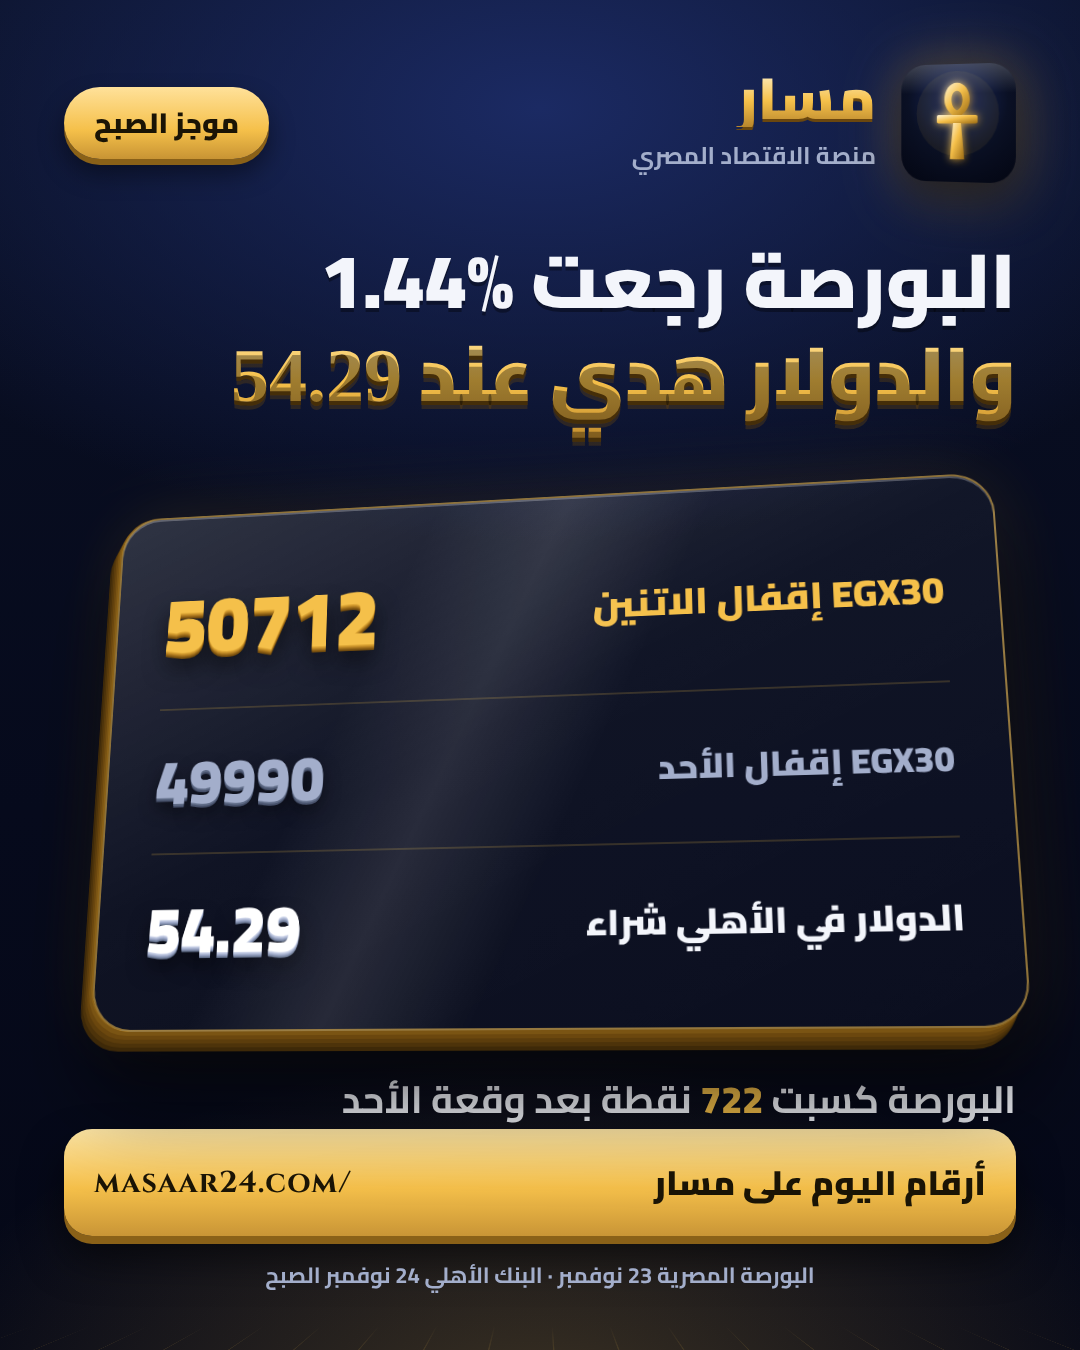 مسار
منصة الاقتصاد المصري
موجز الصبح
البورصة رجعت 1.44%
والدولار هدي عند 54.29
EGX30 إقفال الاتنين
50712
EGX30 إقفال الأحد
49990
الدولار في الأهلي شراء
54.29
البورصة كسبت 722 نقطة بعد وقعة الأحد
أرقام اليوم على مسار
MASAAR24.COM/
البورصة المصرية 23 نوفمبر · البنك الأهلي 24 نوفمبر الصبح